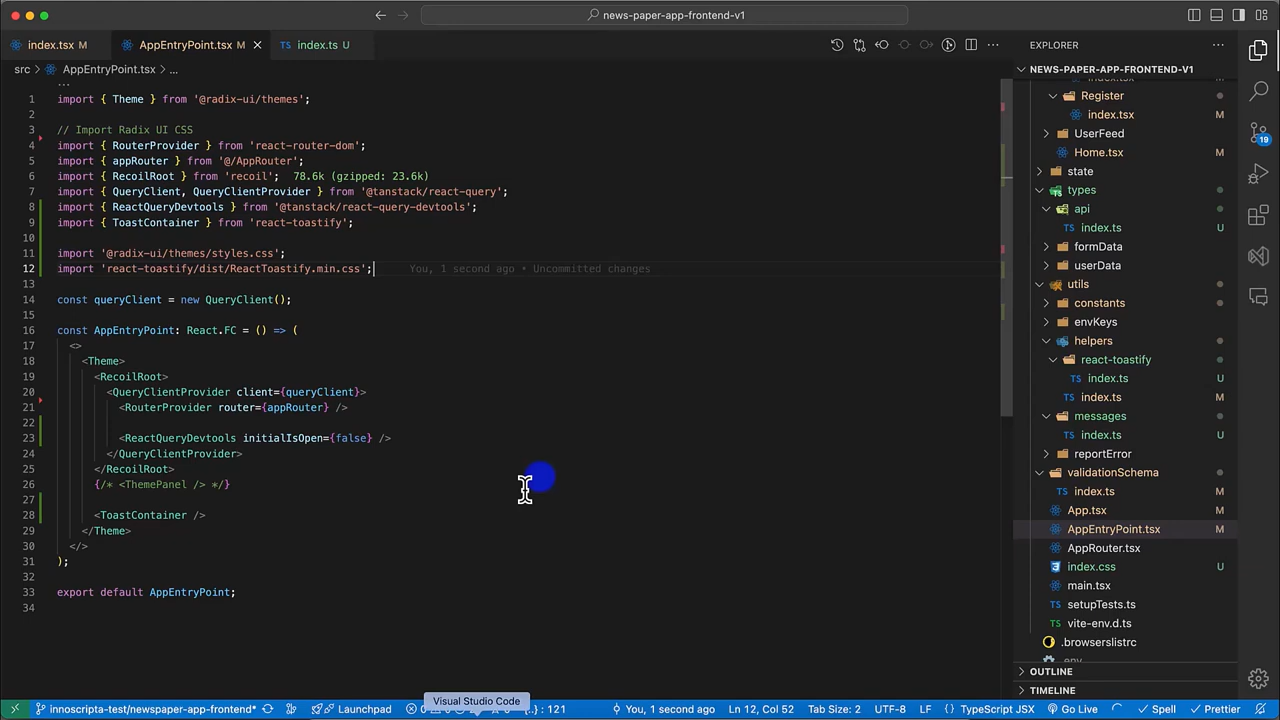 news-paper-app-frontend-v1
index.tsx M
AppEntryPoint.tsx M
index.ts U
src > AppEntryPoint.tsx > ...
1 import { Theme } from '@radix-ui/themes';
2
3 // Import Radix UI CSS
4 import { RouterProvider } from 'react-router-dom';
5 import { appRouter } from '@/AppRouter';
6 import { RecoilRoot } from 'recoil'; 78.6k (gzipped: 23.6k)
7 import { QueryClient, QueryClientProvider } from '@tanstack/react-query';
8 import { ReactQueryDevtools } from '@tanstack/react-query-devtools';
9 import { ToastContainer } from 'react-toastify';
10
11 import '@radix-ui/themes/styles.css';
12 import 'react-toastify/dist/ReactToastify.min.css'; You, 1 second ago • Uncommitted changes
13
14 const queryClient = new QueryClient();
15
16 const AppEntryPoint: React.FC = () => (
17 <>
18 <Theme>
19 <RecoilRoot>
20 <QueryClientProvider client={queryClient}>
21 <RouterProvider router={appRouter} />
22
23 <ReactQueryDevtools initialIsOpen={false} />
24 </QueryClientProvider>
25 </RecoilRoot>
26 {/* <ThemePanel /> */}
27
28 <ToastContainer />
29 </Theme>
30 </>
31 );
32
33 export default AppEntryPoint;
34
EXPLORER
NEWS-PAPER-APP-FRONTEND-V1
index.tsx
Register
index.tsx M
UserFeed
Home.tsx M
state
types
api
index.ts U
formData
userData
utils
constants
envKeys
helpers
react-toastify
index.ts U
index.ts M
messages
index.ts U
reportError
validationSchema
index.ts M
App.tsx M
AppEntryPoint.tsx M
AppRouter.tsx
index.css U
main.tsx
setupTests.ts
vite-env.d.ts
.browserslistrc
.env
OUTLINE
TIMELINE
19
Visual Studio Code
innoscripta-test/newspaper-app-frontend*
Launchpad
: 121
You, 1 second ago
Ln 12, Col 52
Tab Size: 2
UTF-8
LF
{} TypeScript JSX
Go Live
Spell
Prettier